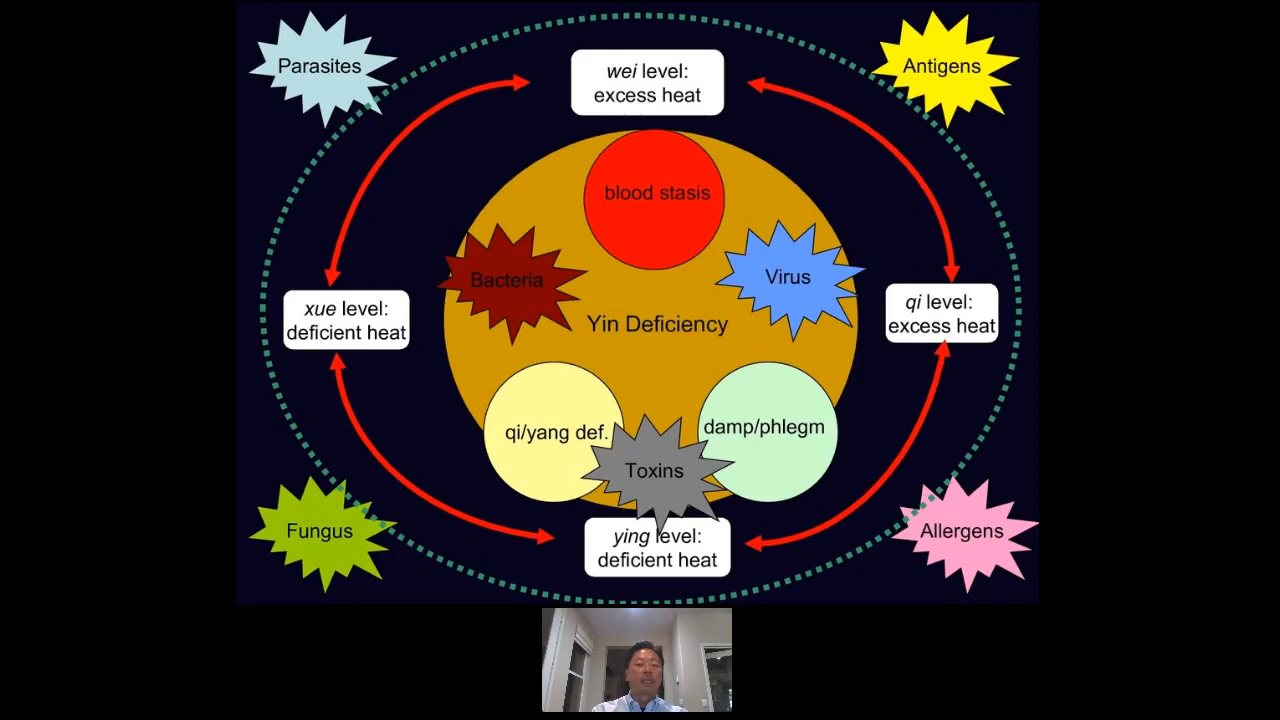 Parasites
wei level:
excess heat
Antigens
blood stasis
Bacteria
Virus
xue level:
deficient heat
Yin Deficiency
qi level:
excess heat
qi/yang def.
damp/phlegm
Toxins
Fungus
ying level:
deficient heat
Allergens